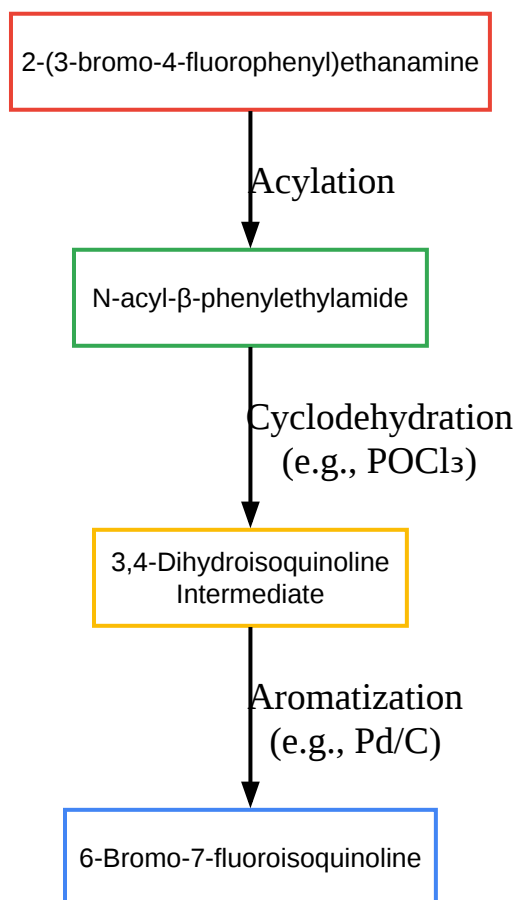 2-(3-bromo-4-fluorophenyl)ethanamine
Acylation
N-acyl-β-phenylethylamide
Cyclodehydration
(e.g., POCl₃)
3,4-Dihydroisoquinoline
Intermediate
Aromatization
(e.g., Pd/C)
6-Bromo-7-fluoroisoquinoline